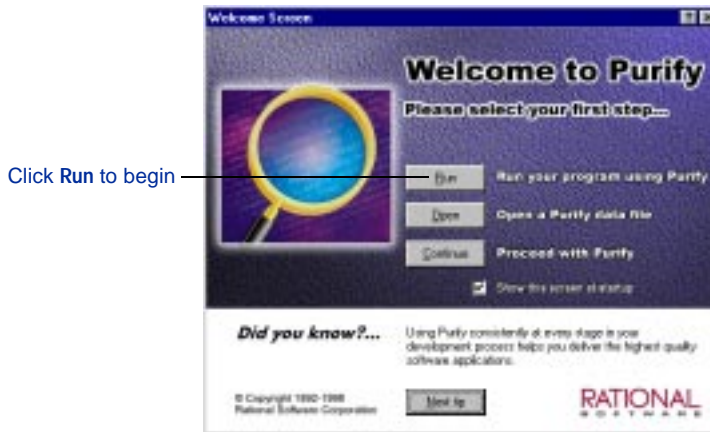 Welcome Screen
Welcome to Purify
Please select your first step...
Click Run to begin
Run
Run your program using Purify
Open
Open a Purify data file
Continue
Proceed with Purify
Show this screen at startup
Did you know?...
Using Purify consistently at every stage in your
development process helps you deliver the highest quality
software applications.
© Copyright 1992-1998
Rational Software Corporation
Next tip
RATIONAL
SOFTWARE